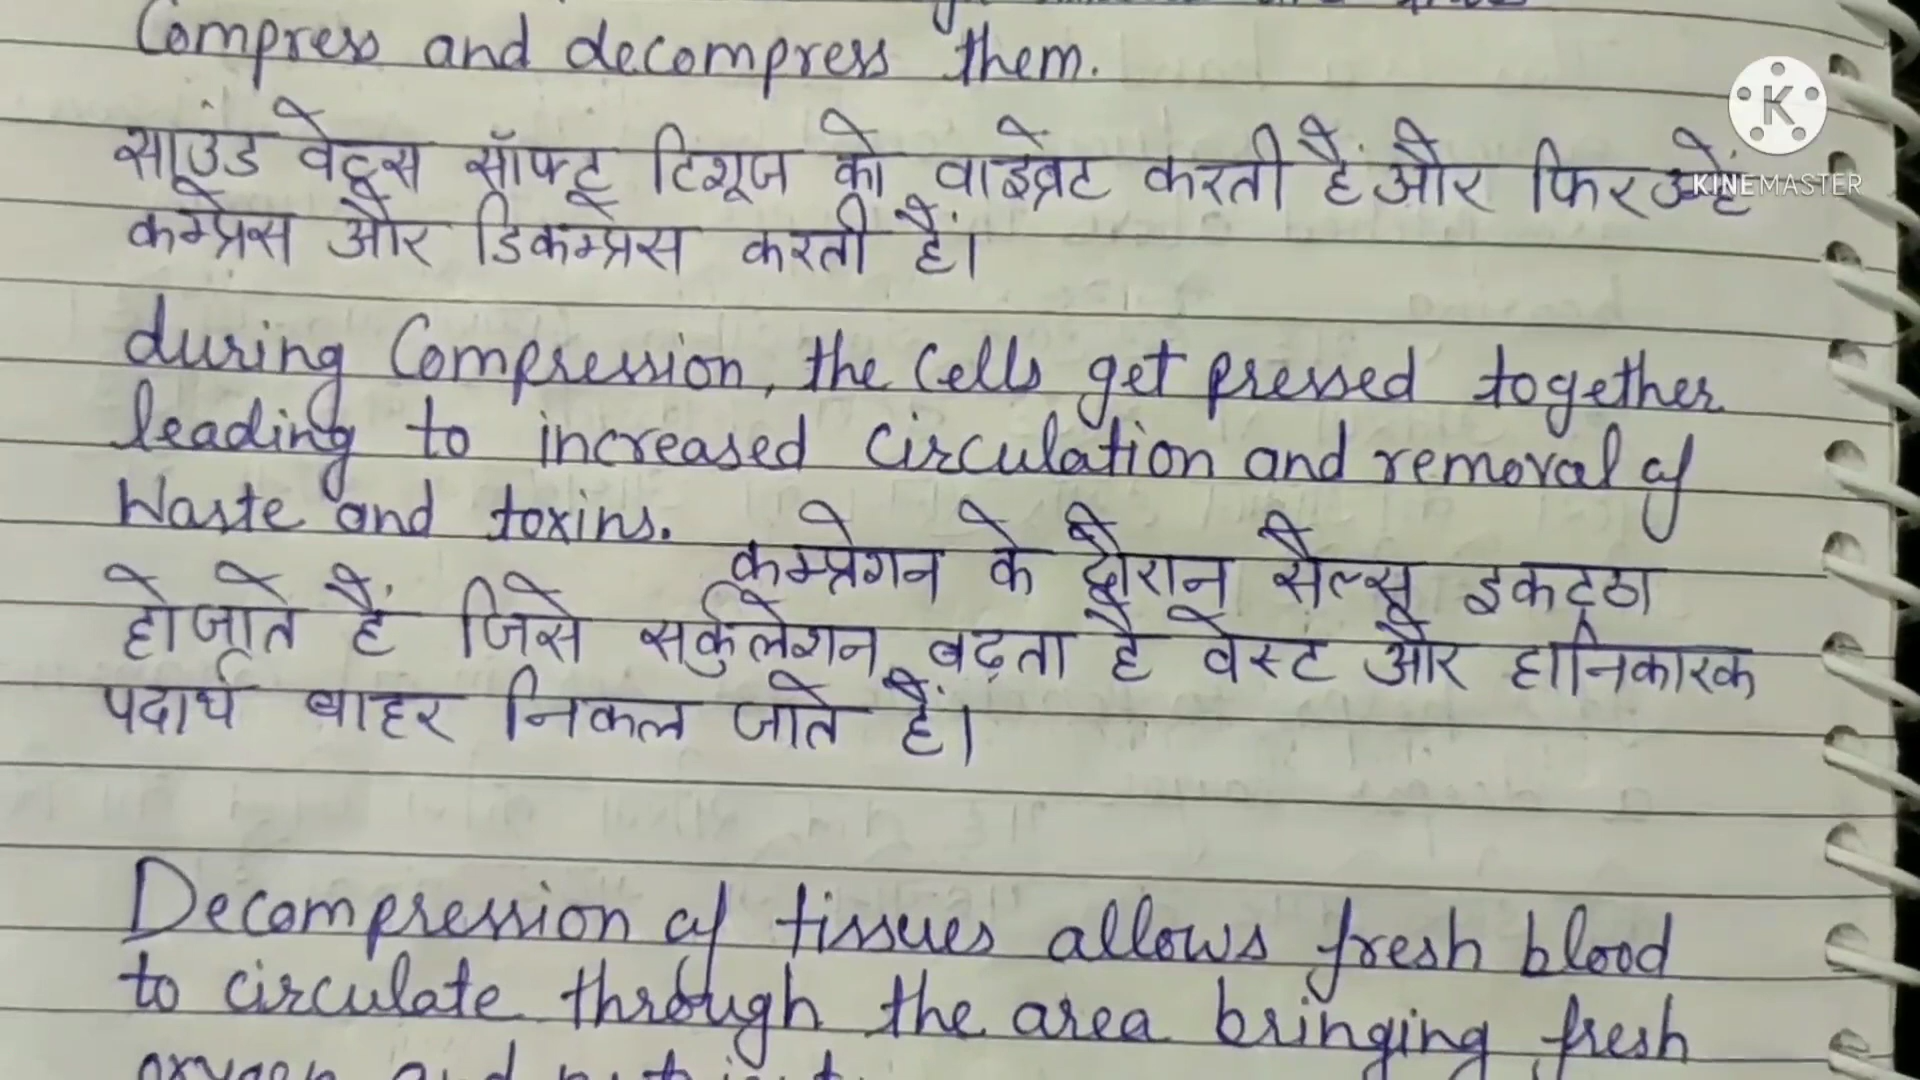 Compress and decompress them.
साउंड वेव्स सॉफ्ट टिशूज को वाइब्रेट करती हैं और फिर उन्हें
कम्प्रेस और डिकम्प्रेस करती हैं।
during Compression, the Cells get pressed together
leading to increased circulation and removal of
Waste and toxins. कम्प्रेशन के दौरान सैल्स इकट्ठा
हो जाते हैं जिसे सर्कुलेशन बढ़ता है वेस्ट और हानिकारक
पदार्थ बाहर निकल जाते हैं।
Decompression of tissues allows fresh blood
to circulate through the area bringing fresh
oxygen and
K
KINEMASTER